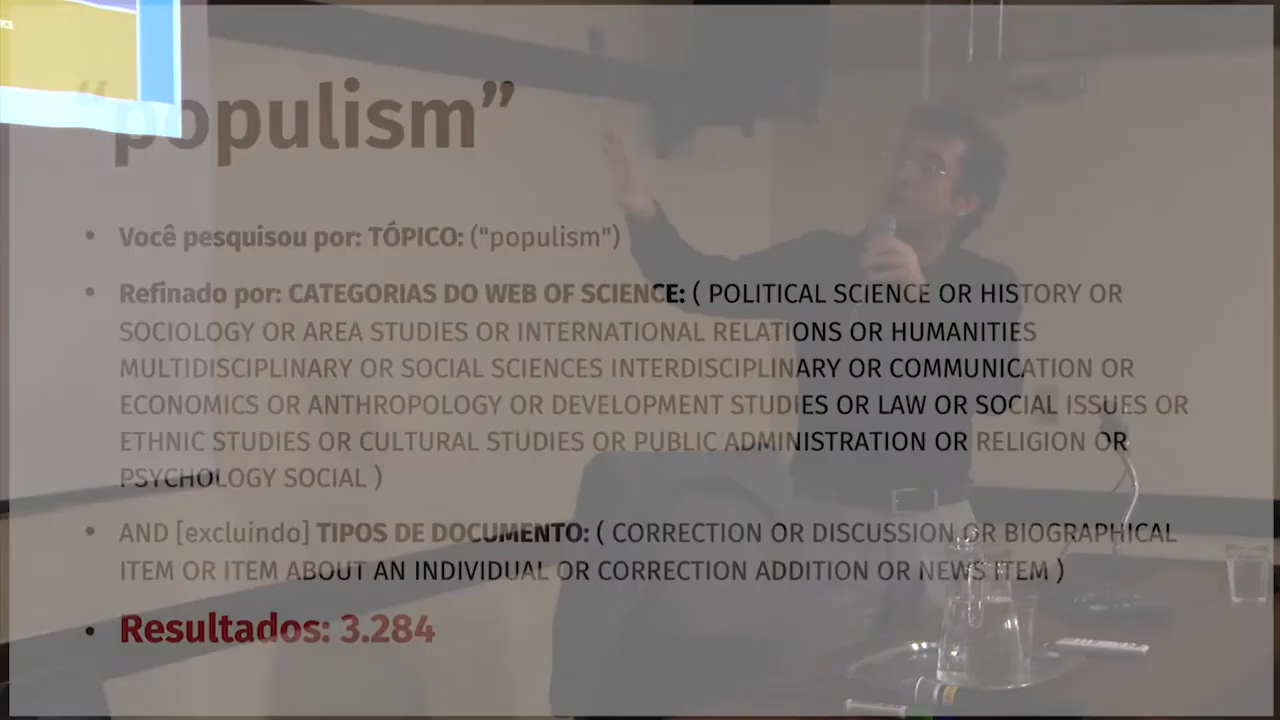 “populism”
• Você pesquisou por: TÓPICO: ("populism")
• Refinado por: CATEGORIAS DO WEB OF SCIENCE: ( POLITICAL SCIENCE OR HISTORY OR
SOCIOLOGY OR AREA STUDIES OR INTERNATIONAL RELATIONS OR HUMANITIES
MULTIDISCIPLINARY OR SOCIAL SCIENCES INTERDISCIPLINARY OR COMMUNICATION OR
ECONOMICS OR ANTHROPOLOGY OR DEVELOPMENT STUDIES OR LAW OR SOCIAL ISSUES OR
ETHNIC STUDIES OR CULTURAL STUDIES OR PUBLIC ADMINISTRATION OR RELIGION OR
PSYCHOLOGY SOCIAL )
• AND [excluindo] TIPOS DE DOCUMENTO: ( CORRECTION OR DISCUSSION OR BIOGRAPHICAL
ITEM OR ITEM ABOUT AN INDIVIDUAL OR CORRECTION ADDITION OR NEWS ITEM )
• Resultados: 3.284